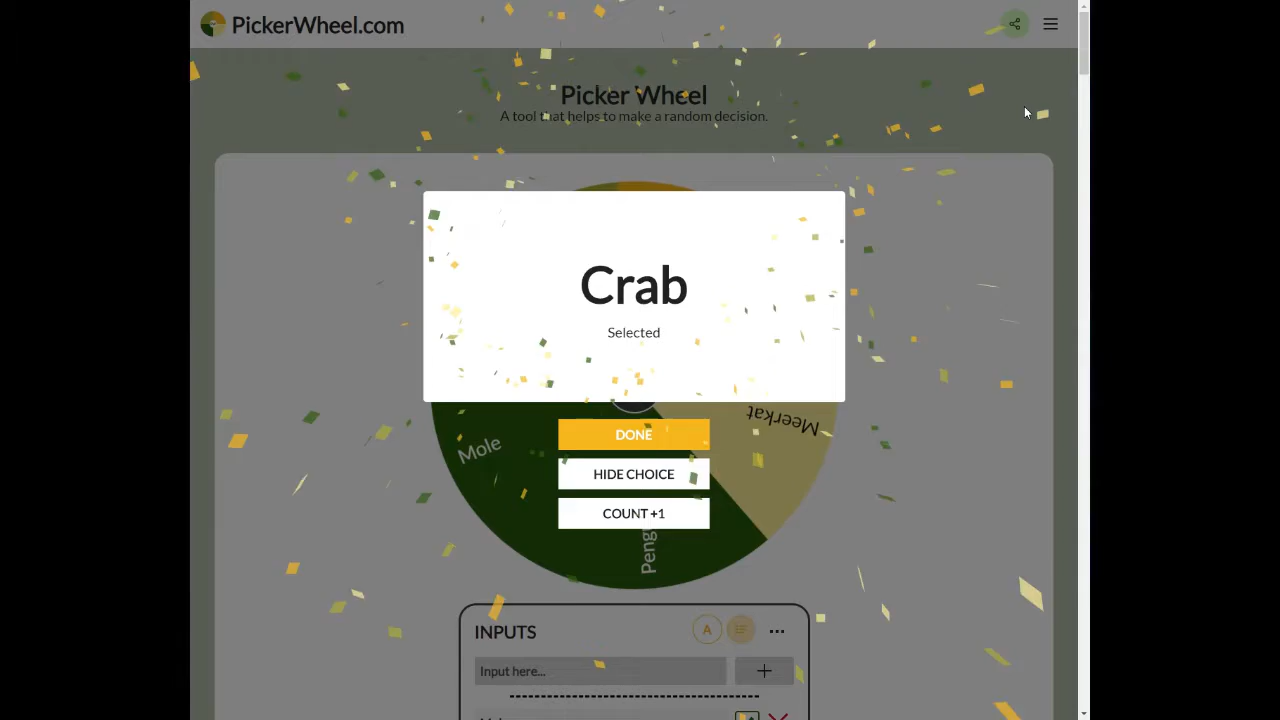 PickerWheel.com
Picker Wheel
A tool that helps to make a random decision.
Crab
Selected
Meerkat
DONE
Mole
HIDE CHOICE
COUNT +1
INPUTS
A
Input here...